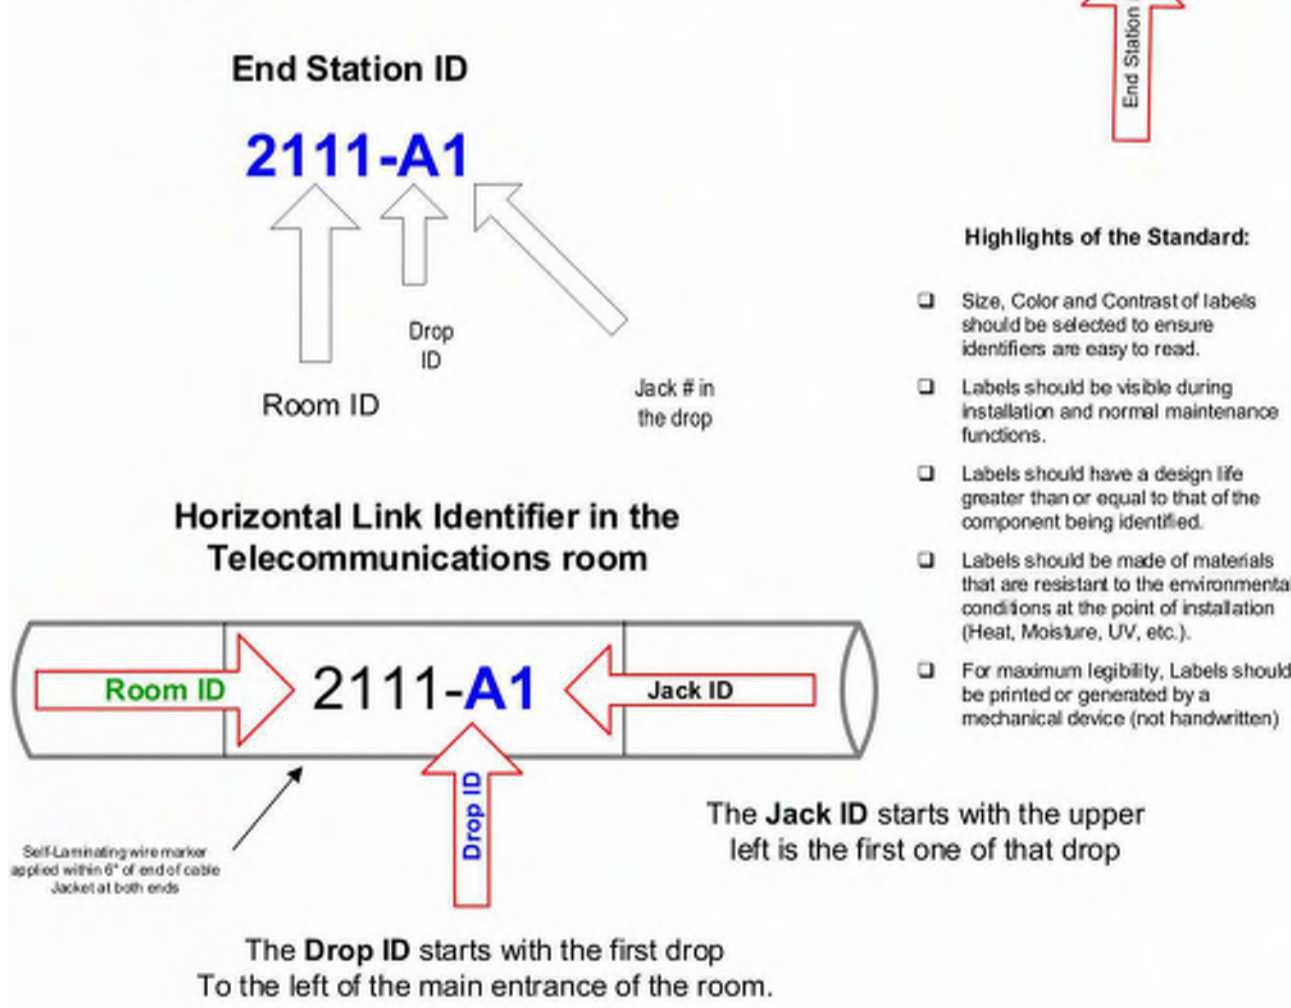 End Station ID
2111-A1
Drop
ID
Room ID
Jack # in
the drop
Horizontal Link Identifier in the
Telecommunications room
Room ID
2111-A1
Jack ID
Drop ID
Self-Laminating wire marker
applied within 6" of end of cable
Jacket at both ends
The Jack ID starts with the upper
left is the first one of that drop
The Drop ID starts with the first drop
To the left of the main entrance of the room.
End Station
Highlights of the Standard:
Size, Color and Contrast of labels
should be selected to ensure
identifiers are easy to read.
Labels should be visible during
installation and normal maintenance
functions.
Labels should have a design life
greater than or equal to that of the
component being identified.
Labels should be made of materials
that are resistant to the environmental
conditions at the point of installation
(Heat, Moisture, UV, etc.).
For maximum legibility, Labels should
be printed or generated by a
mechanical device (not handwritten)